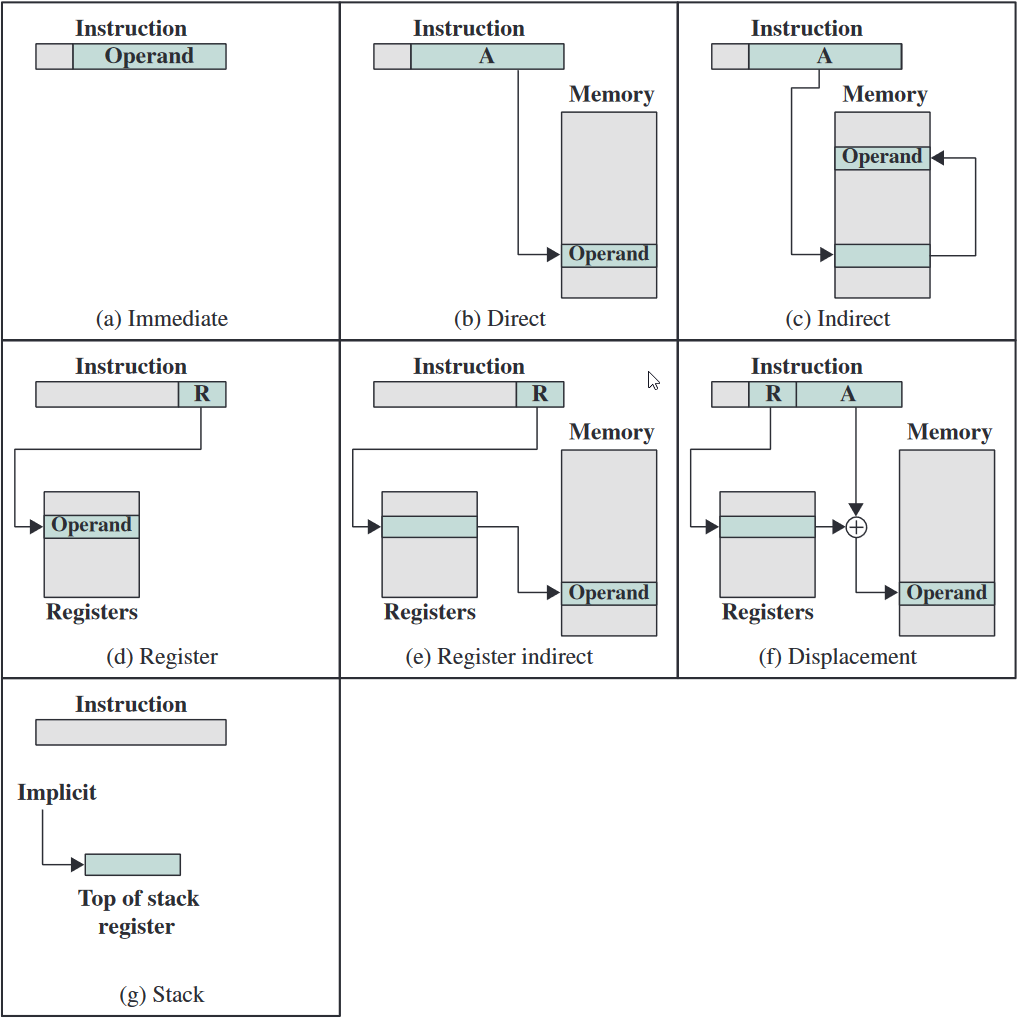 Instruction
Operand
(a) Immediate
Instruction
A
Memory
Operand
(b) Direct
Instruction
A
Memory
Operand
(c) Indirect
Instruction
R
Operand
Registers
(d) Register
Instruction
R
Memory
Operand
Registers
(e) Register indirect
Instruction
R A
Memory
Operand
Registers
(f) Displacement
Instruction
Implicit
Top of stack
register
(g) Stack